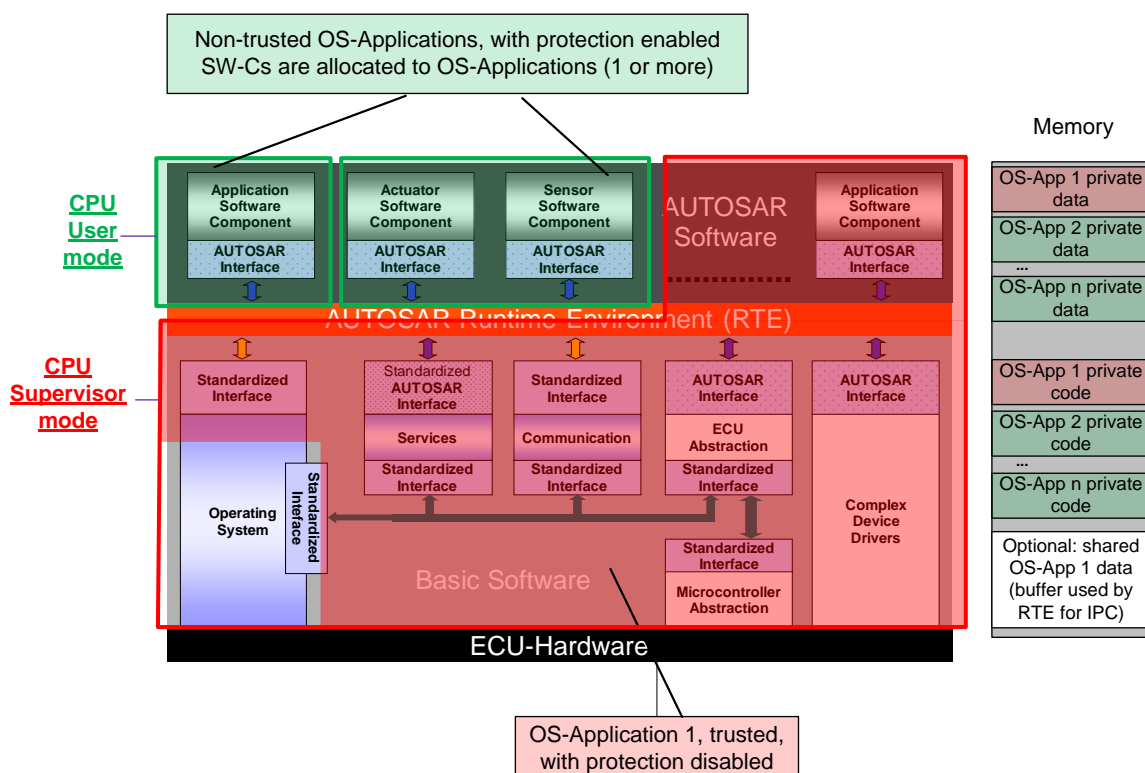 Non-trusted OS-Applications, with protection enabled
SW-Cs are allocated to OS-Applications (1 or more)
Memory
CPU
User
mode
Application
Software
Component
AUTOSAR
Interface
Actuator
Software
Component
AUTOSAR
Interface
Sensor
Software
Component
AUTOSAR
Interface
AUTOSAR
Software
..............
Application
Software
Component
AUTOSAR
Interface
AUTOSAR Runtime Environment (RTE)
CPU
Supervisor
mode
Standardized
Interface
Operating
System
Standardized
Inteface
Standardized
AUTOSAR
Interface
Services
Standardized
Interface
Standardized
Interface
Communication
Standardized
Interface
AUTOSAR
Interface
ECU
Abstraction
Standardized
Interface
Standardized
Interface
Microcontroller
Abstraction
AUTOSAR
Interface
Complex
Device
Drivers
Basic Software
ECU-Hardware
OS-App 1 private
data
OS-App 2 private
data
...
OS-App n private
data
OS-App 1 private
code
OS-App 2 private
code
...
OS-App n private
code
Optional: shared
OS-App 1 data
(buffer used by
RTE for IPC)
OS-Application 1, trusted,
with protection disabled